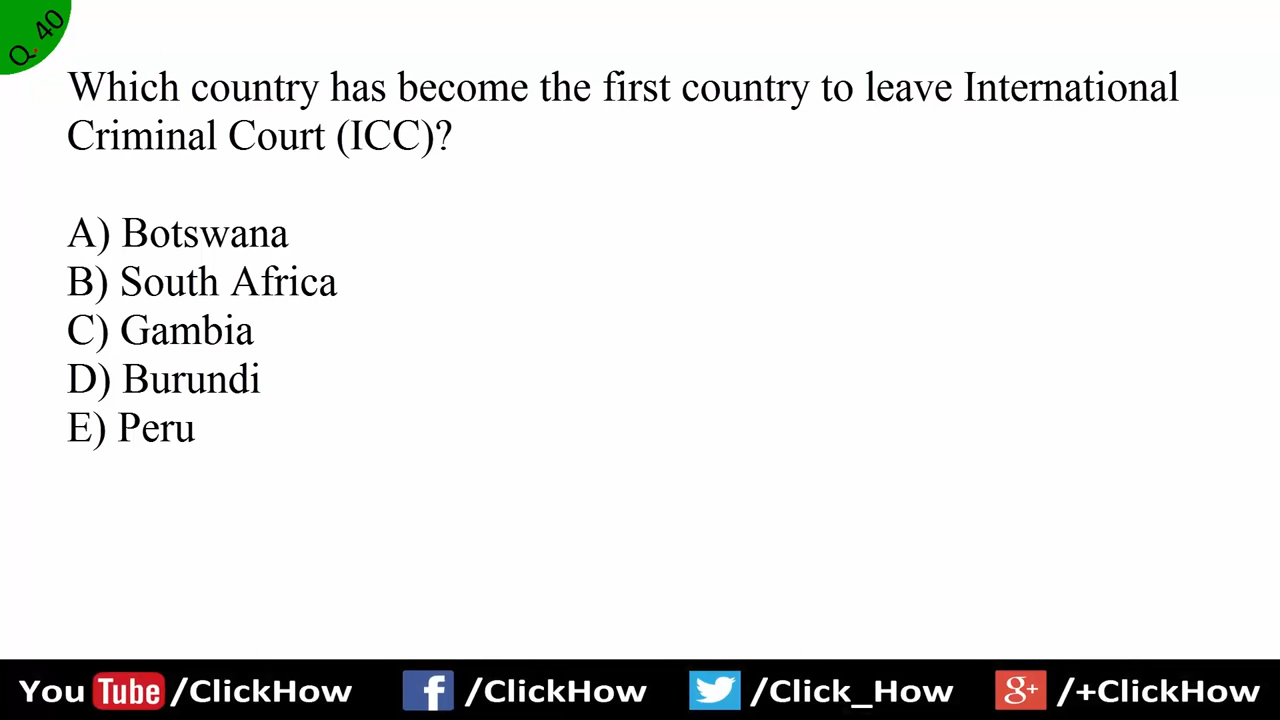 Q. 40
Which country has become the first country to leave International
Criminal Court (ICC)?
A) Botswana
B) South Africa
C) Gambia
D) Burundi
E) Peru
You Tube /ClickHow f /ClickHow /Click_How g+ /+ClickHow